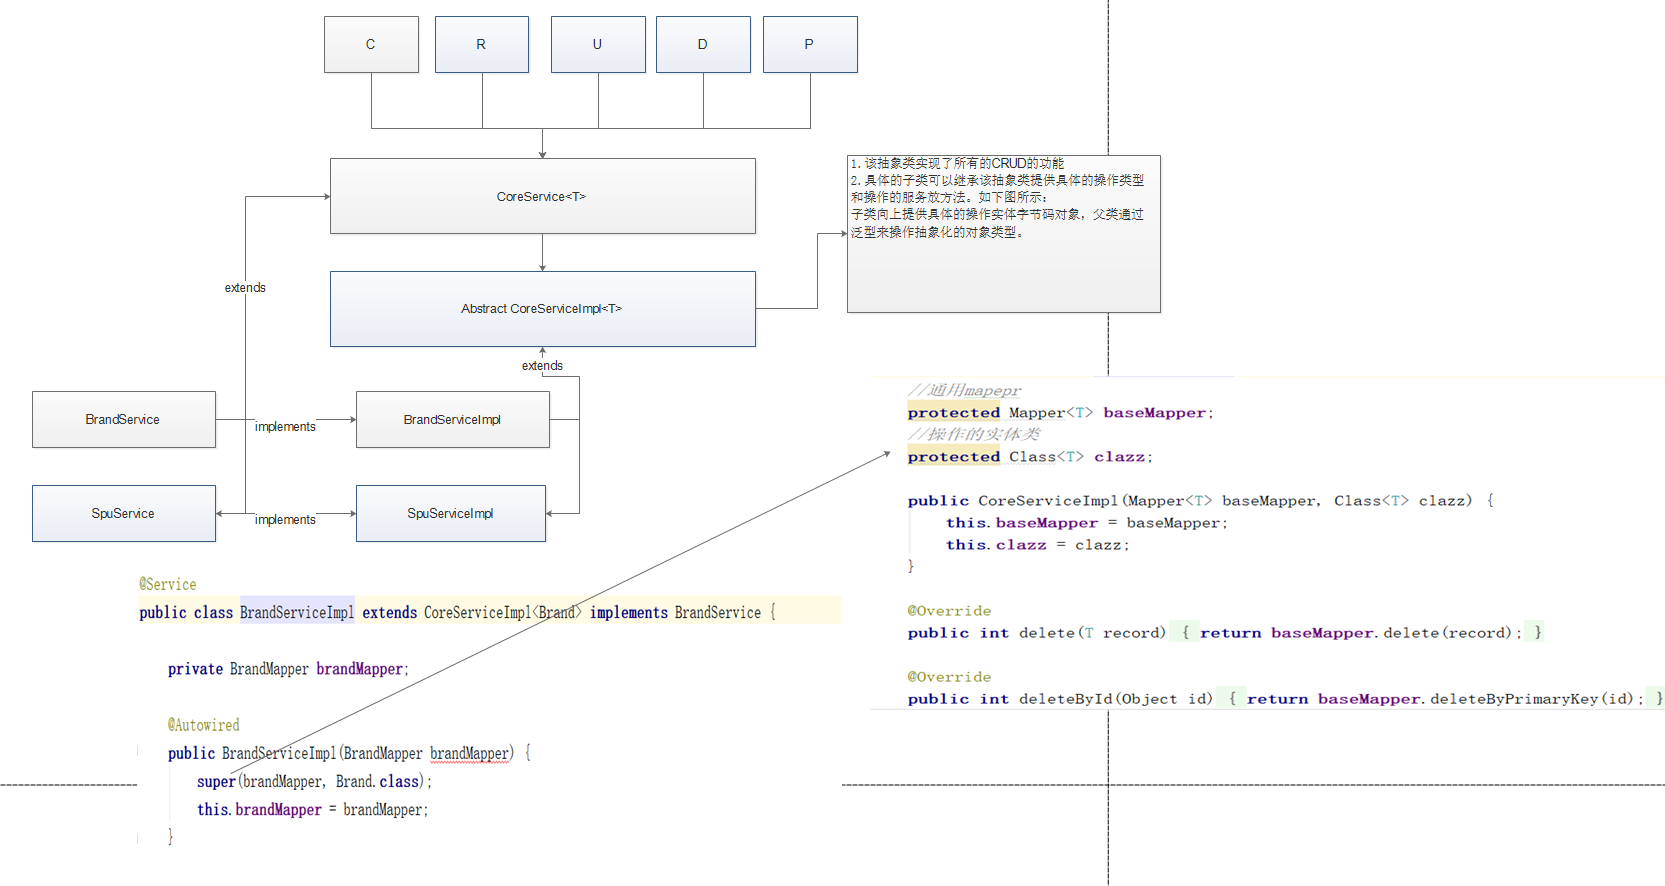 C
R
U
D
P
CoreService<T>
1.该抽象类实现了所有的CRUD的功能
2.具体的子类可以继承该抽象类提供具体的操作类型
和操作的服务放方法。如下图所示：
子类向上提供具体的操作实体字节码对象，父类通过
泛型来操作抽象化的对象类型。
extends
Abstract CoreServiceImpl<T>
extends
BrandService
implements
BrandServiceImpl
SpuService
implements
SpuServiceImpl
//通用mapepr
protected Mapper<T> baseMapper;
//操作的实体类
protected Class<T> clazz;
public CoreServiceImpl(Mapper<T> baseMapper, Class<T> clazz) {
this.baseMapper = baseMapper;
this.clazz = clazz;
}
@Override
public int delete(T record) { return baseMapper.delete(record); }
@Override
public int deleteById(Object id) { return baseMapper.deleteByPrimaryKey(id); }
@Service
public class BrandServiceImpl extends CoreServiceImpl<Brand> implements BrandService {
private BrandMapper brandMapper;
@Autowired
public BrandServiceImpl(BrandMapper brandMapper) {
super(brandMapper, Brand.class);
this.brandMapper = brandMapper;
}